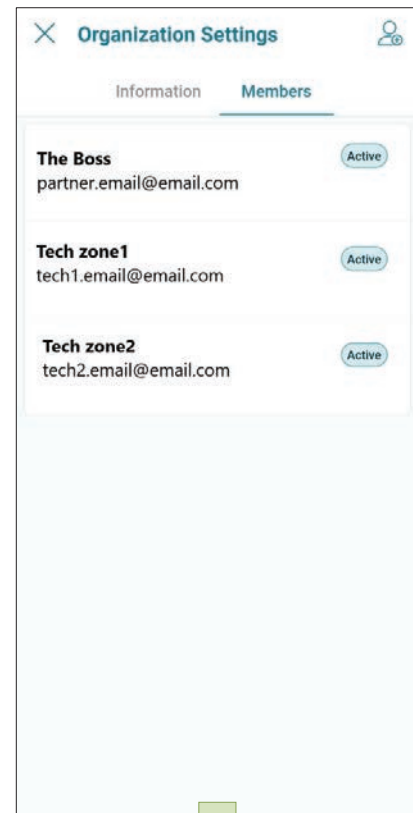 Organization Settings
Information Members
The Boss Active
partner.email@email.com
Tech zone1 Active
tech1.email@email.com
Tech zone2 Active
tech2.email@email.com